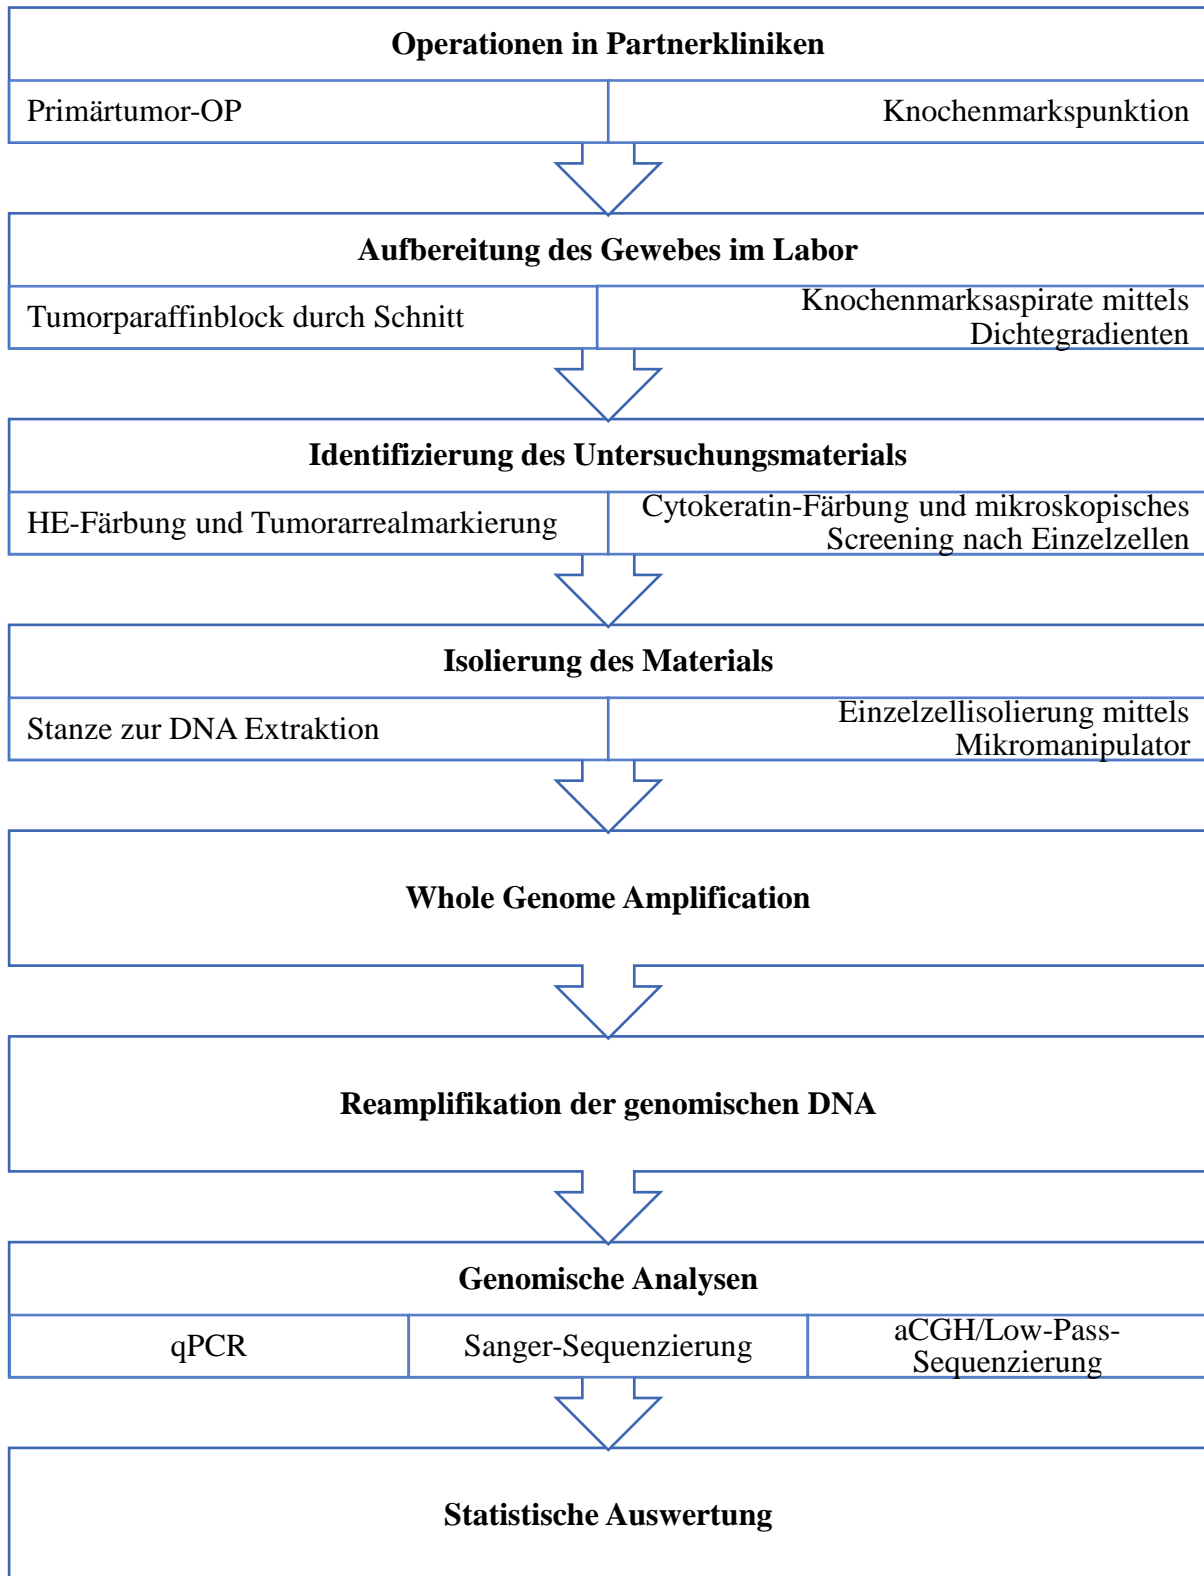 Operationen in Partnerkliniken
Primärtumor-OP
Knochenmarkspunktion
Aufbereitung des Gewebes im Labor
Tumorparaffinblock durch Schnitt
Knochenmarksaspirate mittels
Dichtegradienten
Identifizierung des Untersuchungsmaterials
HE-Färbung und Tumorarrealmarkierung
Cytokeratin-Färbung und mikroskopisches
Screening nach Einzelzellen
Isolierung des Materials
Stanze zur DNA Extraktion
Einzelzellisolierung mittels
Mikromanipulator
Whole Genome Amplification
Reamplifikation der genomischen DNA
Genomische Analysen
qPCR
Sanger-Sequenzierung
aCGH/Low-Pass-
Sequenzierung
Statistische Auswertung